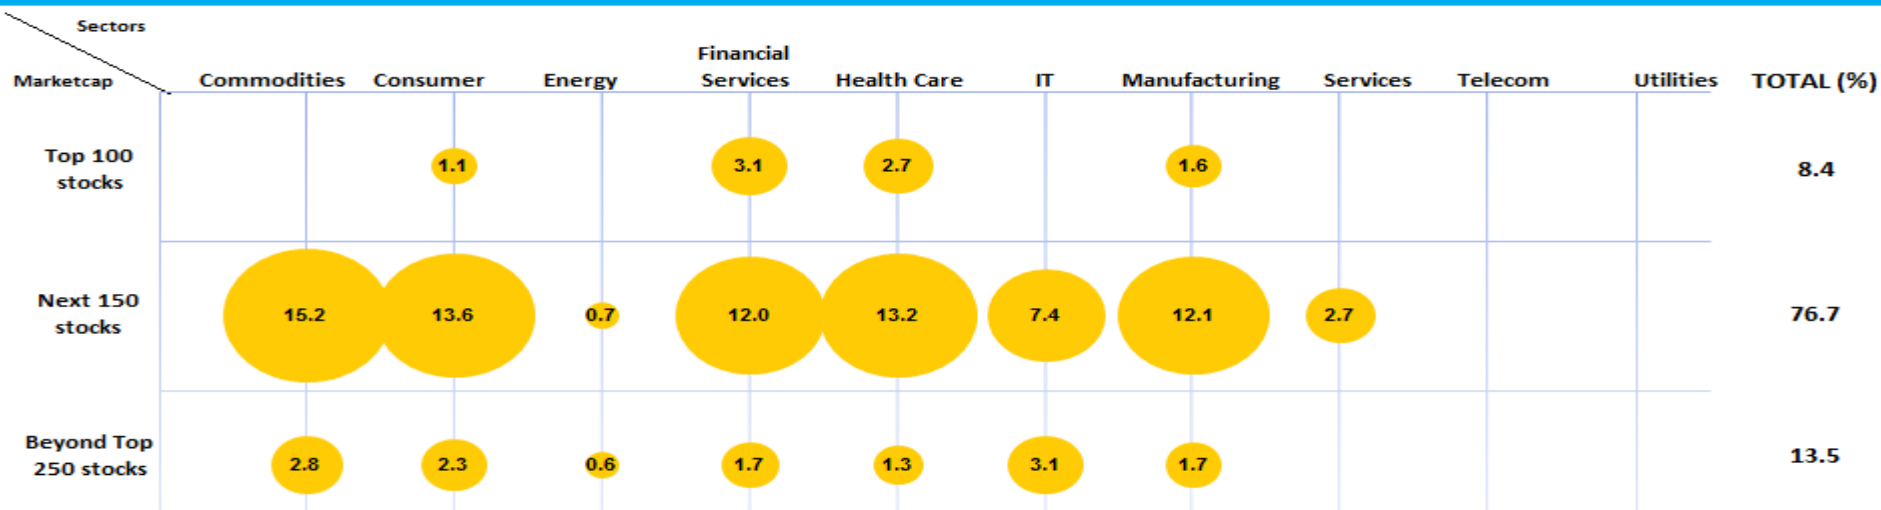 Sectors
Marketcap
Commodities Consumer Energy Financial Services Health Care IT Manufacturing Services Telecom Utilities TOTAL (%)
Top 100 stocks 1.1 3.1 2.7 1.6 8.4
Next 150 stocks 15.2 13.6 0.7 12.0 13.2 7.4 12.1 2.7 76.7
Beyond Top 250 stocks 2.8 2.3 0.6 1.7 1.3 3.1 1.7 13.5